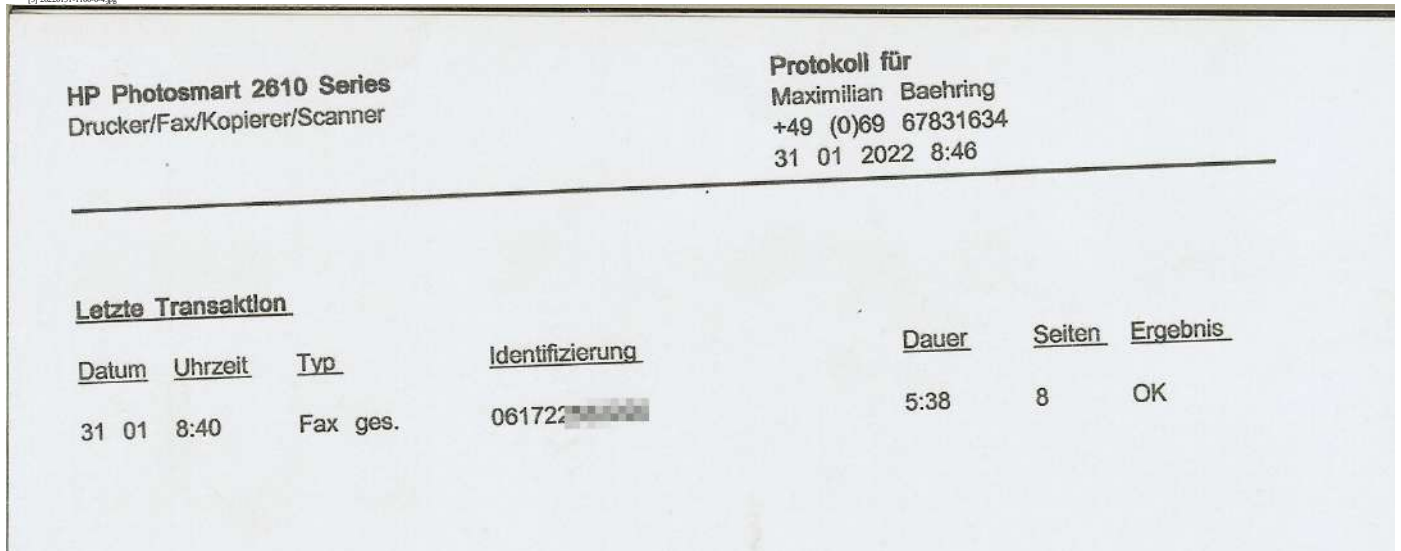 HP Photosmart 2610 Series
Drucker/Fax/Kopierer/Scanner
Protokoll für
Maximilian Baehring
+49 (0)69 67831634
31 01 2022 8:46
Letzte Transaktion
Datum Uhrzeit Typ Identifizierung Dauer Seiten Ergebnis
31 01 8:40 Fax ges. 061722 5:38 8 OK